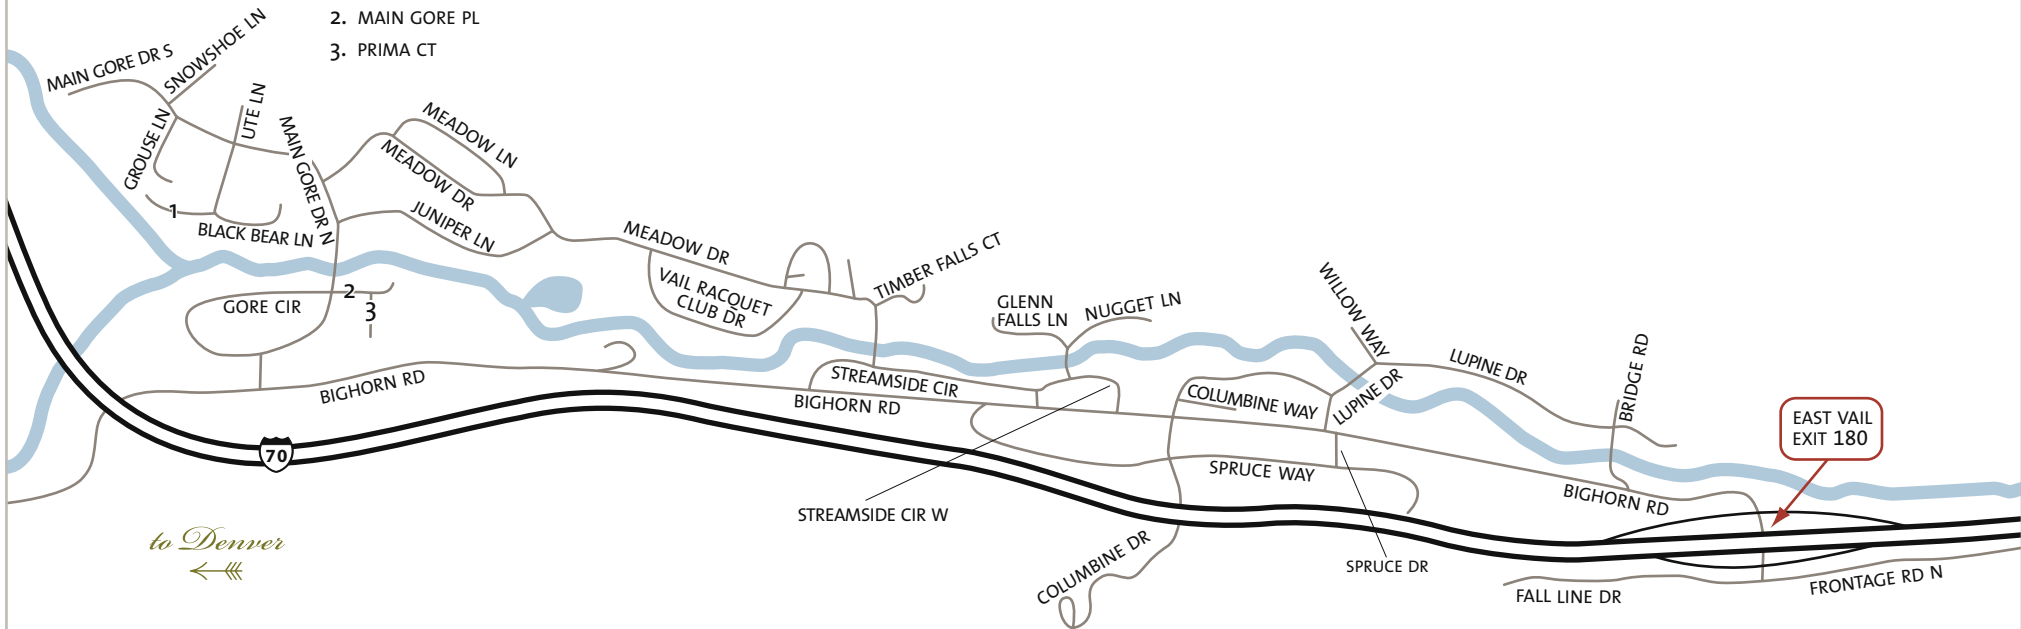 2. MAIN GORE PL
3. PRIMA CT
MAIN GORE DR S
SNOWSHOE LN
GROUSE LN
UTE LN
MAIN GORE DR N
MEADOW LN
MEADOW DR
JUNIPER LN
1
BLACK BEAR LN
MEADOW DR
VAIL RACQUET
CLUB DR
TIMBER FALLS CT
2
3
GORE CIR
GLENN
FALLS LN
NUGGET LN
WILLOW WAY
LUPINE DR
BRIDGE RD
BIGHORN RD
STREAMSIDE CIR
BIGHORN RD
COLUMBINE WAY
LUPINE DR
EAST VAIL
EXIT 180
70
SPRUCE WAY
BIGHORN RD
STREAMSIDE CIR W
to Denver
COLUMBINE DR
SPRUCE DR
FALL LINE DR
FRONTAGE RD N